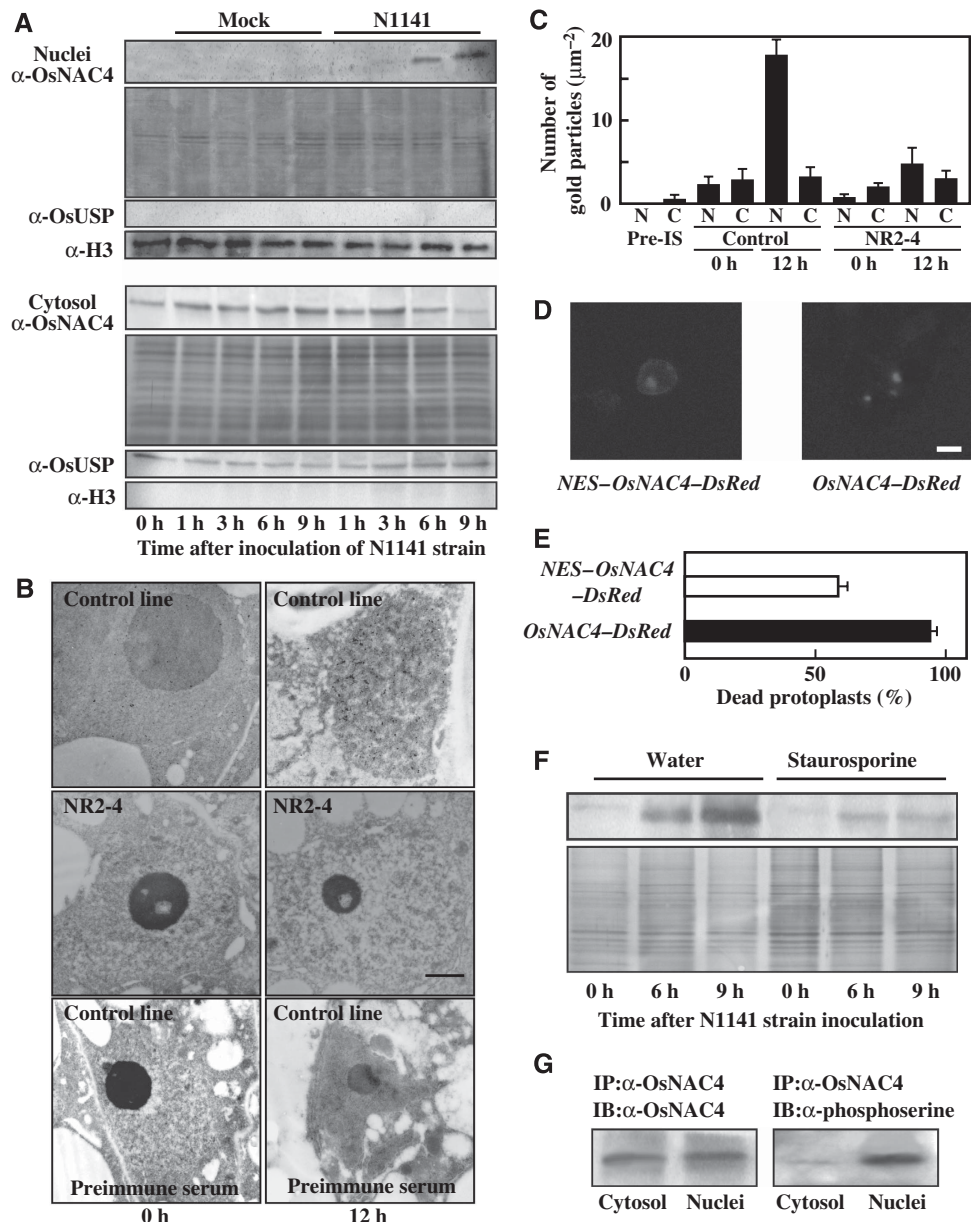 A
Mock N1141
Nuclei
α-OsNAC4
α-OsUSP
α-H3
Cytosol
α-OsNAC4
α-OsUSP
α-H3
0 h 1 h 3 h 6 h 9 h 1 h 3 h 6 h 9 h
Time after inoculation of N1141 strain
B
Control line Control line
NR2-4 NR2-4
Control line Control line
Preimmune serum Preimmune serum
0 h 12 h
C
Number of
gold particles (μm–2)
20
10
0
N C N C N C N C N C
Pre-IS Control NR2-4
0 h 12 h 0 h 12 h
D
NES–OsNAC4–DsRed OsNAC4–DsRed
E
NES–OsNAC4
–DsRed
OsNAC4–DsRed
0 50 100
Dead protoplasts (%)
F
Water Staurosporine
0 h 6 h 9 h 0 h 6 h 9 h
Time after N1141 strain inoculation
G
IP:α-OsNAC4 IP:α-OsNAC4
IB:α-OsNAC4 IB:α-phosphoserine
Cytosol Nuclei Cytosol Nuclei